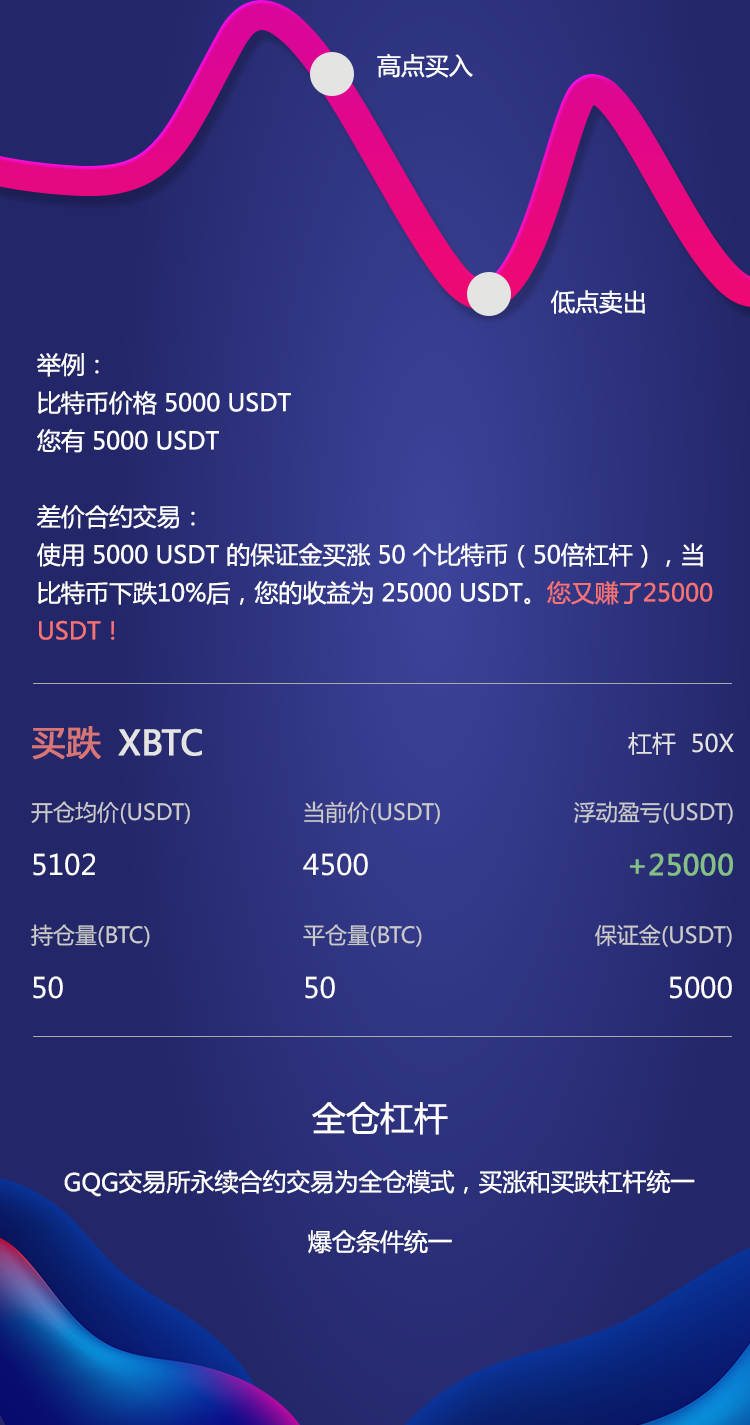 高点买入
低点卖出
举例：
比特币价格 5000 USDT
您有 5000 USDT
差价合约交易：
使用 5000 USDT 的保证金买涨 50 个比特币（50倍杠杆），当
比特币下跌10%后，您的收益为 25000 USDT。您又赚了25000
USDT！
买跌 XBTC 杠杆 50X
开仓均价(USDT) 当前价(USDT) 浮动盈亏(USDT)
5102 4500 +25000
持仓量(BTC) 平仓量(BTC) 保证金(USDT)
50 50 5000
全仓杠杆
GQG交易所永续合约交易为全仓模式，买涨和买跌杠杆统一
爆仓条件统一